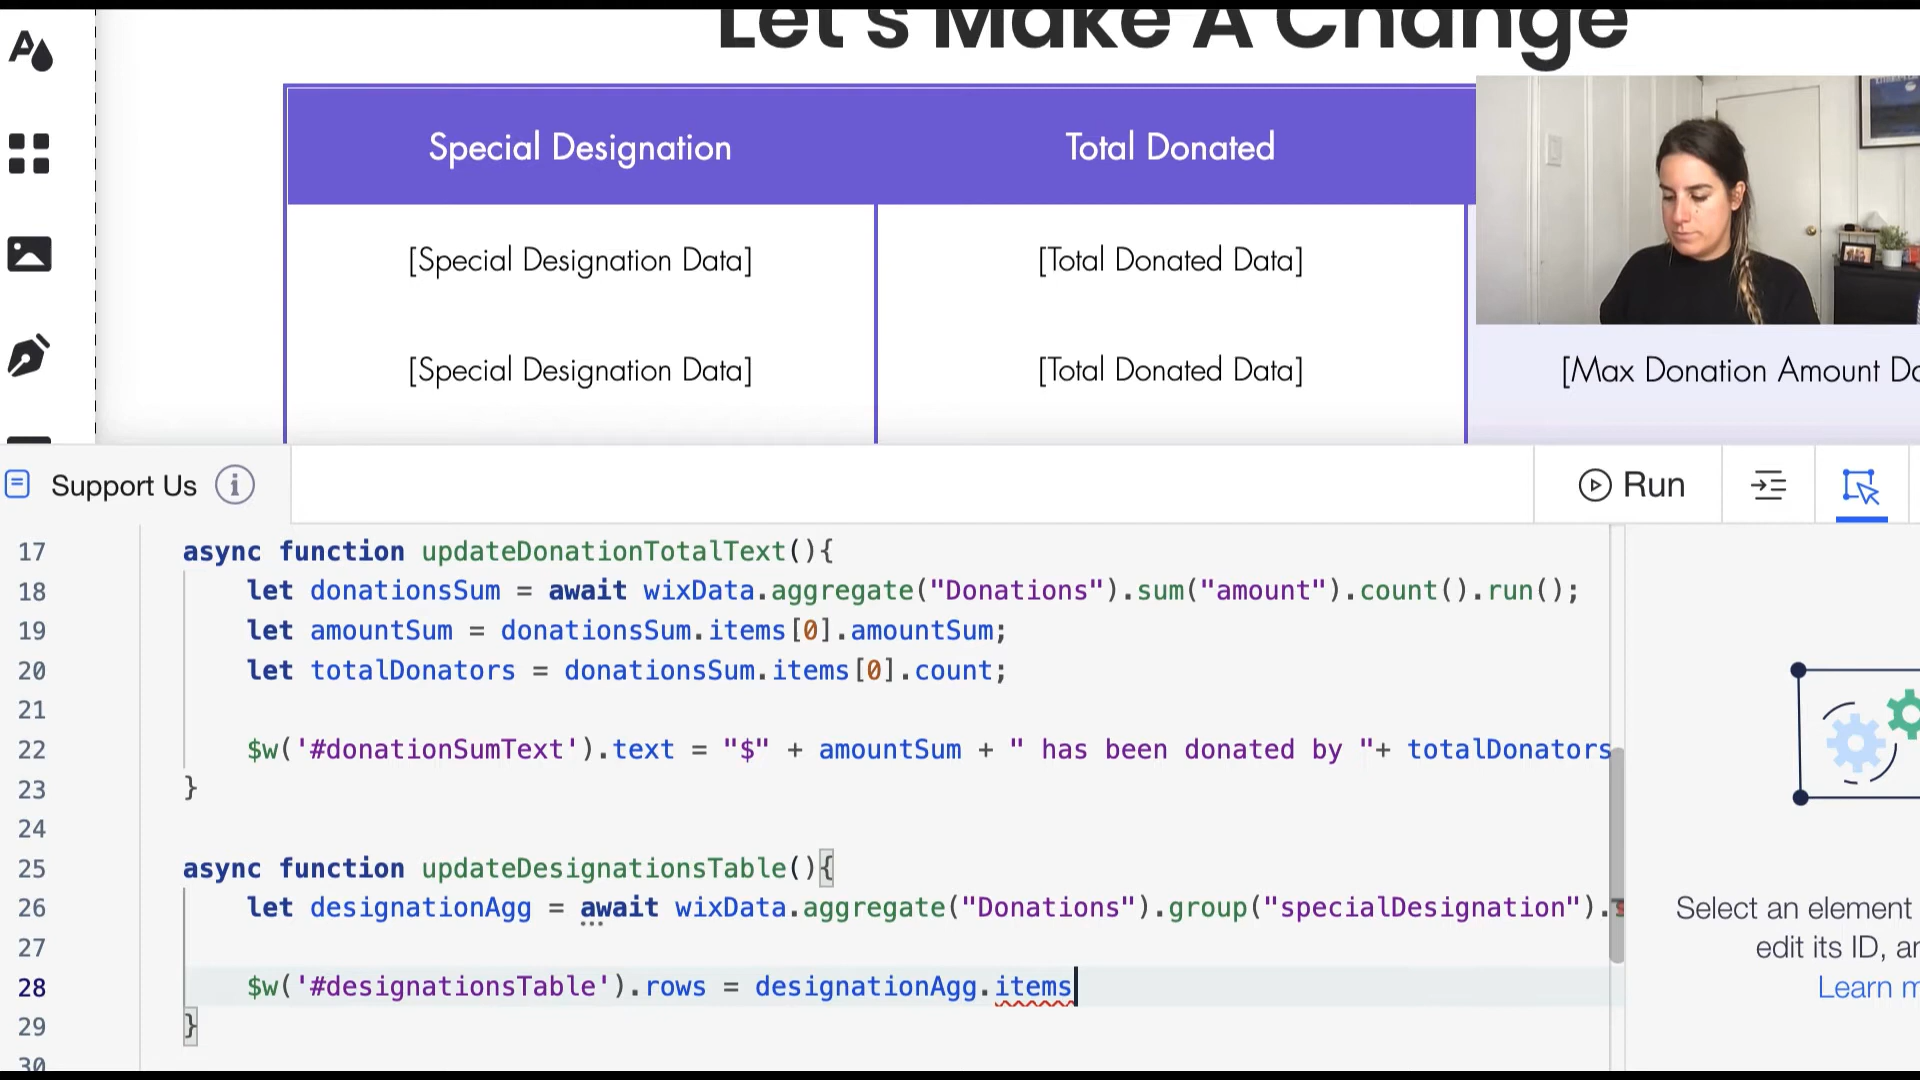 Let's Make A Change
Special Designation
Total Donated
[Special Designation Data]
[Total Donated Data]
[Special Designation Data]
[Total Donated Data]
[Max Donation Amount
Support Us
Run
17 async function updateDonationTotalText(){
18 let donationsSum = await wixData.aggregate("Donations").sum("amount").count().run();
19 let amountSum = donationsSum.items[0].amountSum;
20 let totalDonators = donationsSum.items[0].count;
21
22 $w('#donationSumText').text = "$" + amountSum + " has been donated by "+ totalDonators
23 }
24
25 async function updateDesignationsTable(){
26 let designationAgg = await wixData.aggregate("Donations").group("specialDesignation").
27
28 $w('#designationsTable').rows = designationAgg.items
29 }
30
Select an element
edit its ID,
Learn